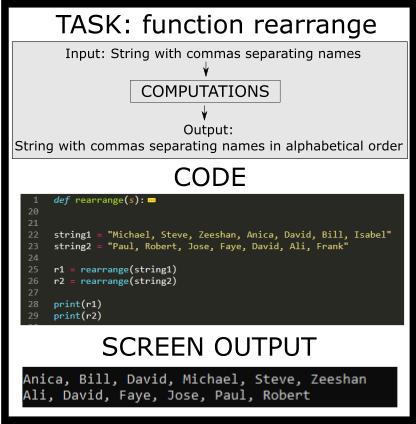 TASK: function rearrange
Input: String with commas separating names
COMPUTATIONS
Output:
String with commas separating names in alphabetical order
CODE
1 def rearrange(s):
20
21
22 string1 = "Michael, Steve, Zeeshan, Anica, David, Bill, Isabel"
23 string2 = "Paul, Robert, Jose, Faye, David, Ali, Frank"
24
25 r1 = rearrange(string1)
26 r2 = rearrange(string2)
27
28 print(r1)
29 print(r2)
SCREEN OUTPUT
Anica, Bill, David, Michael, Steve, Zeeshan
Ali, David, Faye, Jose, Paul, Robert